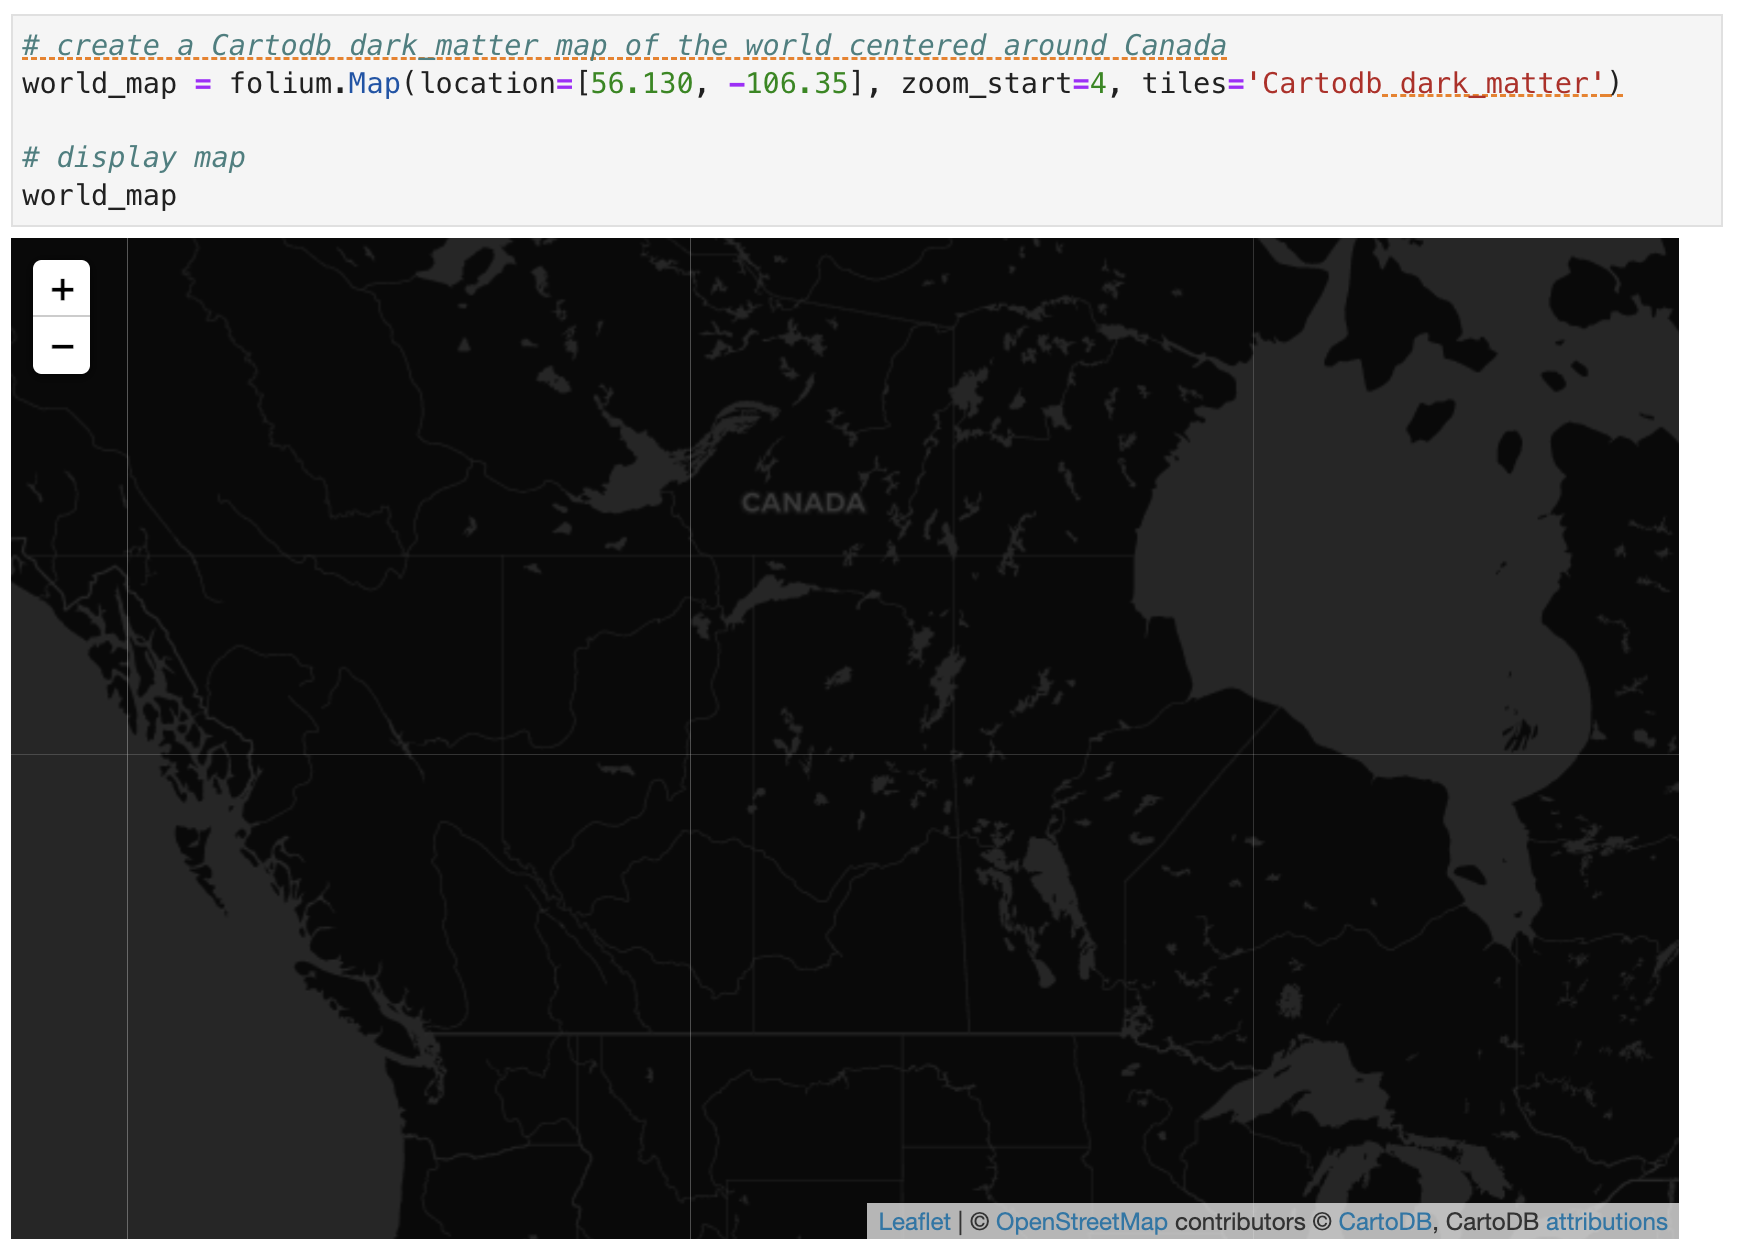 # create a Cartodb dark_matter map of the world centered around Canada
world_map = folium.Map(location=[56.130, -106.35], zoom_start=4, tiles='Cartodb dark_matter')
# display map
world_map
+
−
CANADA
Leaflet | © OpenStreetMap contributors © CartoDB, CartoDB attributions